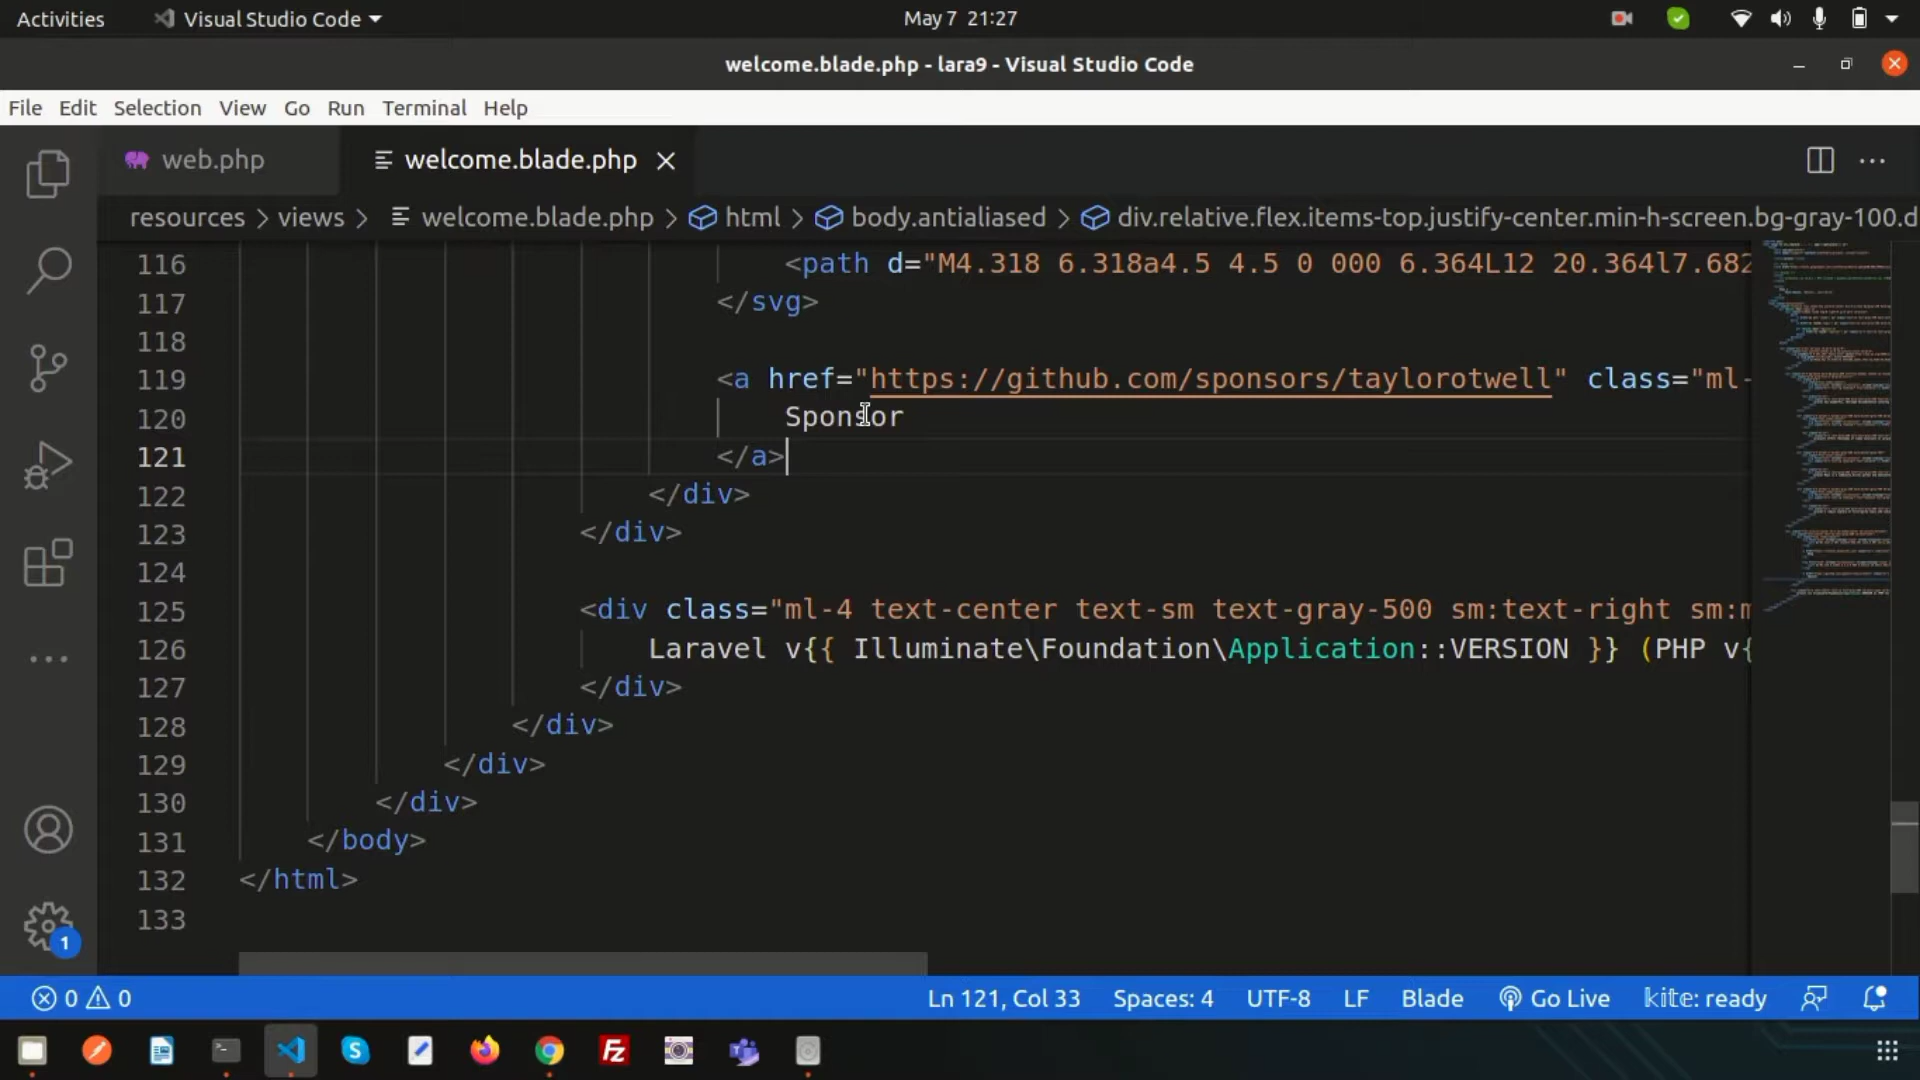 Activities Visual Studio Code May 7 21:27
welcome.blade.php - lara9 - Visual Studio Code
File Edit Selection View Go Run Terminal Help
web.php welcome.blade.php
resources > views > welcome.blade.php > html > body.antialiased > div.relative.flex.items-top.justify-center.min-h-screen.bg-gray-100.d
116 <path d="M4.318 6.318a4.5 4.5 0 000 6.364L12 20.364l7.682
117 </svg>
118
119 <a href="https://github.com/sponsors/taylorotwell" class="ml-
120 Sponsor
121 </a>
122 </div>
123 </div>
124
125 <div class="ml-4 text-center text-sm text-gray-500 sm:text-right sm:m
126 Laravel v{{ Illuminate\Foundation\Application::VERSION }} (PHP v{
127 </div>
128 </div>
129 </div>
130 </div>
131 </body>
132 </html>
133
1
0 0 Ln 121, Col 33 Spaces: 4 UTF-8 LF Blade Go Live kite: ready